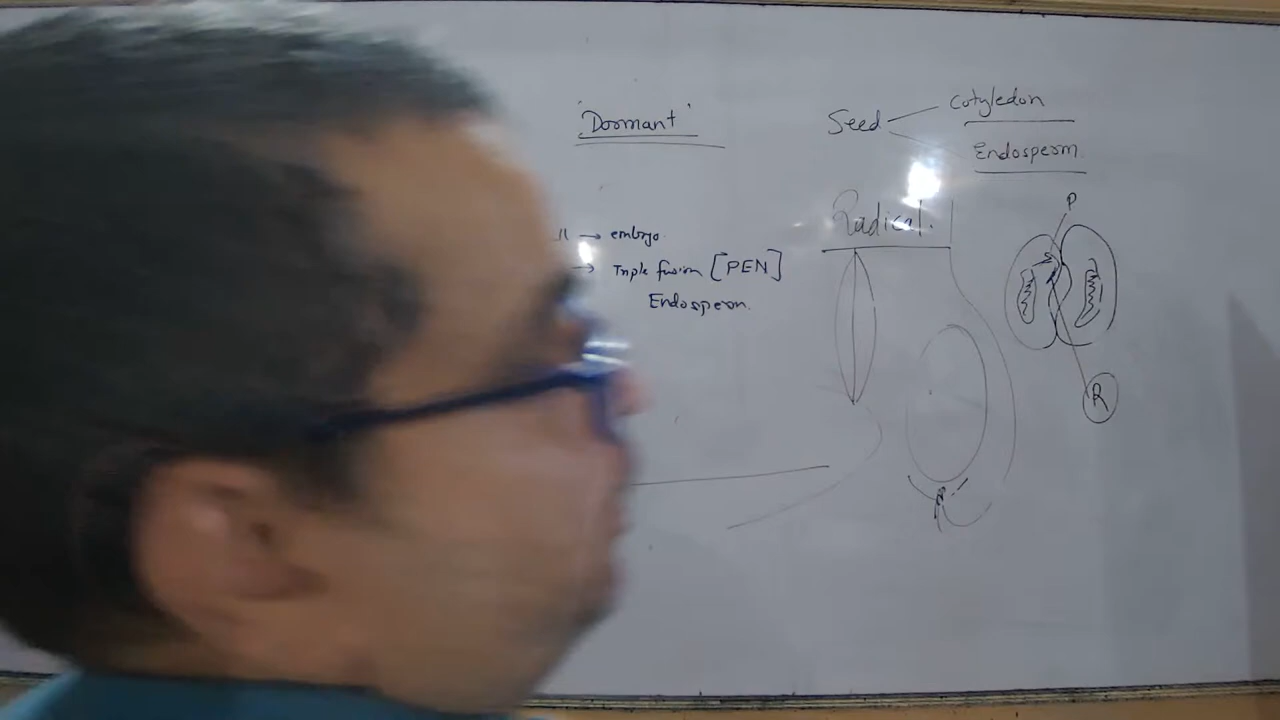 'Dormant'
Seed Cotyledon
Endosperm
→ embryo
→ Triple fusion [PEN]
Endosperm.
Radical.
P
R